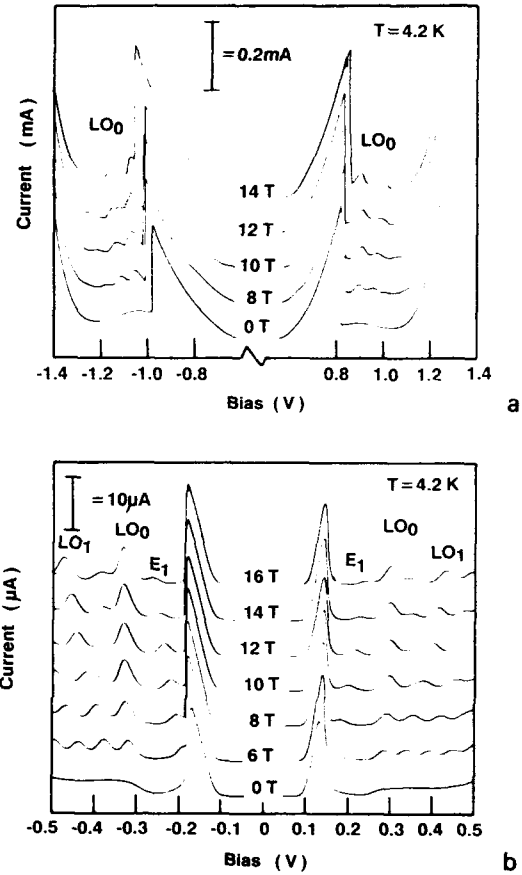 T=4.2 K
=0.2mA
LO0
LO0
Current (mA)
14 T
12 T
10 T
8 T
0 T
-1.4 -1.2 -1.0 -0.8 0.8 1.0 1.2 1.4
Bias (V)
a
T=4.2 K
=10µA
LO1
LO0
E1
LO0
E1
LO1
Current (µA)
16 T
14 T
12 T
10 T
8 T
6 T
0 T
-0.5 -0.4 -0.3 -0.2 -0.1 0 0.1 0.2 0.3 0.4 0.5
Bias (V)
b